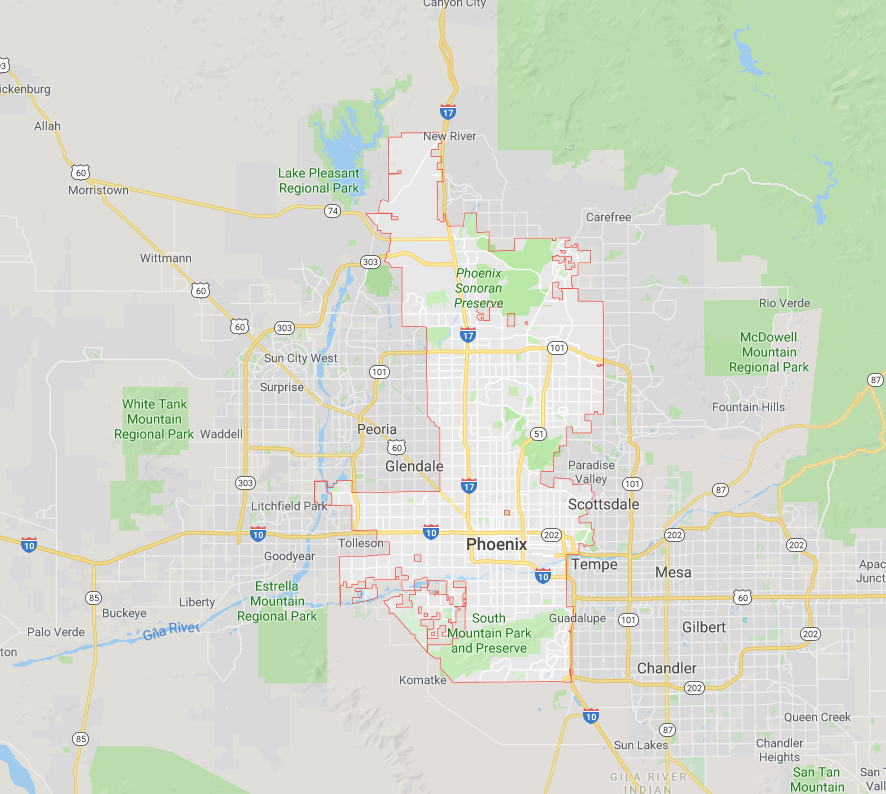 Canyon City
93
ckenburg
17
Allah
New River
60
Lake Pleasant
Regional Park
Morristown
74
Carefree
Wittmann
303
Phoenix
Sonoran
Preserve
60
Rio Verde
60
303
17
McDowell
Mountain
Regional Park
101
Sun City West
101
87
Surprise
White Tank
Mountain
Regional Park
Fountain Hills
Waddell
Peoria
51
60
Glendale
Paradise
Valley
303
17
101
87
Litchfield Park
Scottsdale
10
10
10
202
202
Tolleson
Phoenix
202
Goodyear
Tempe
Mesa
10
Apac
Junct
Estrella
Mountain
Regional Park
85
60
Liberty
Buckeye
South
Mountain Park
and Preserve
Guadalupe
101
Gilbert
Palo Verde
Gila River
202
ton
Chandler
Komatke
202
10
Queen Creek
87
85
Sun Lakes
Chandler
Heights
GILA RIVER
INDIAN
San Tan
Mountain
San T
Vall